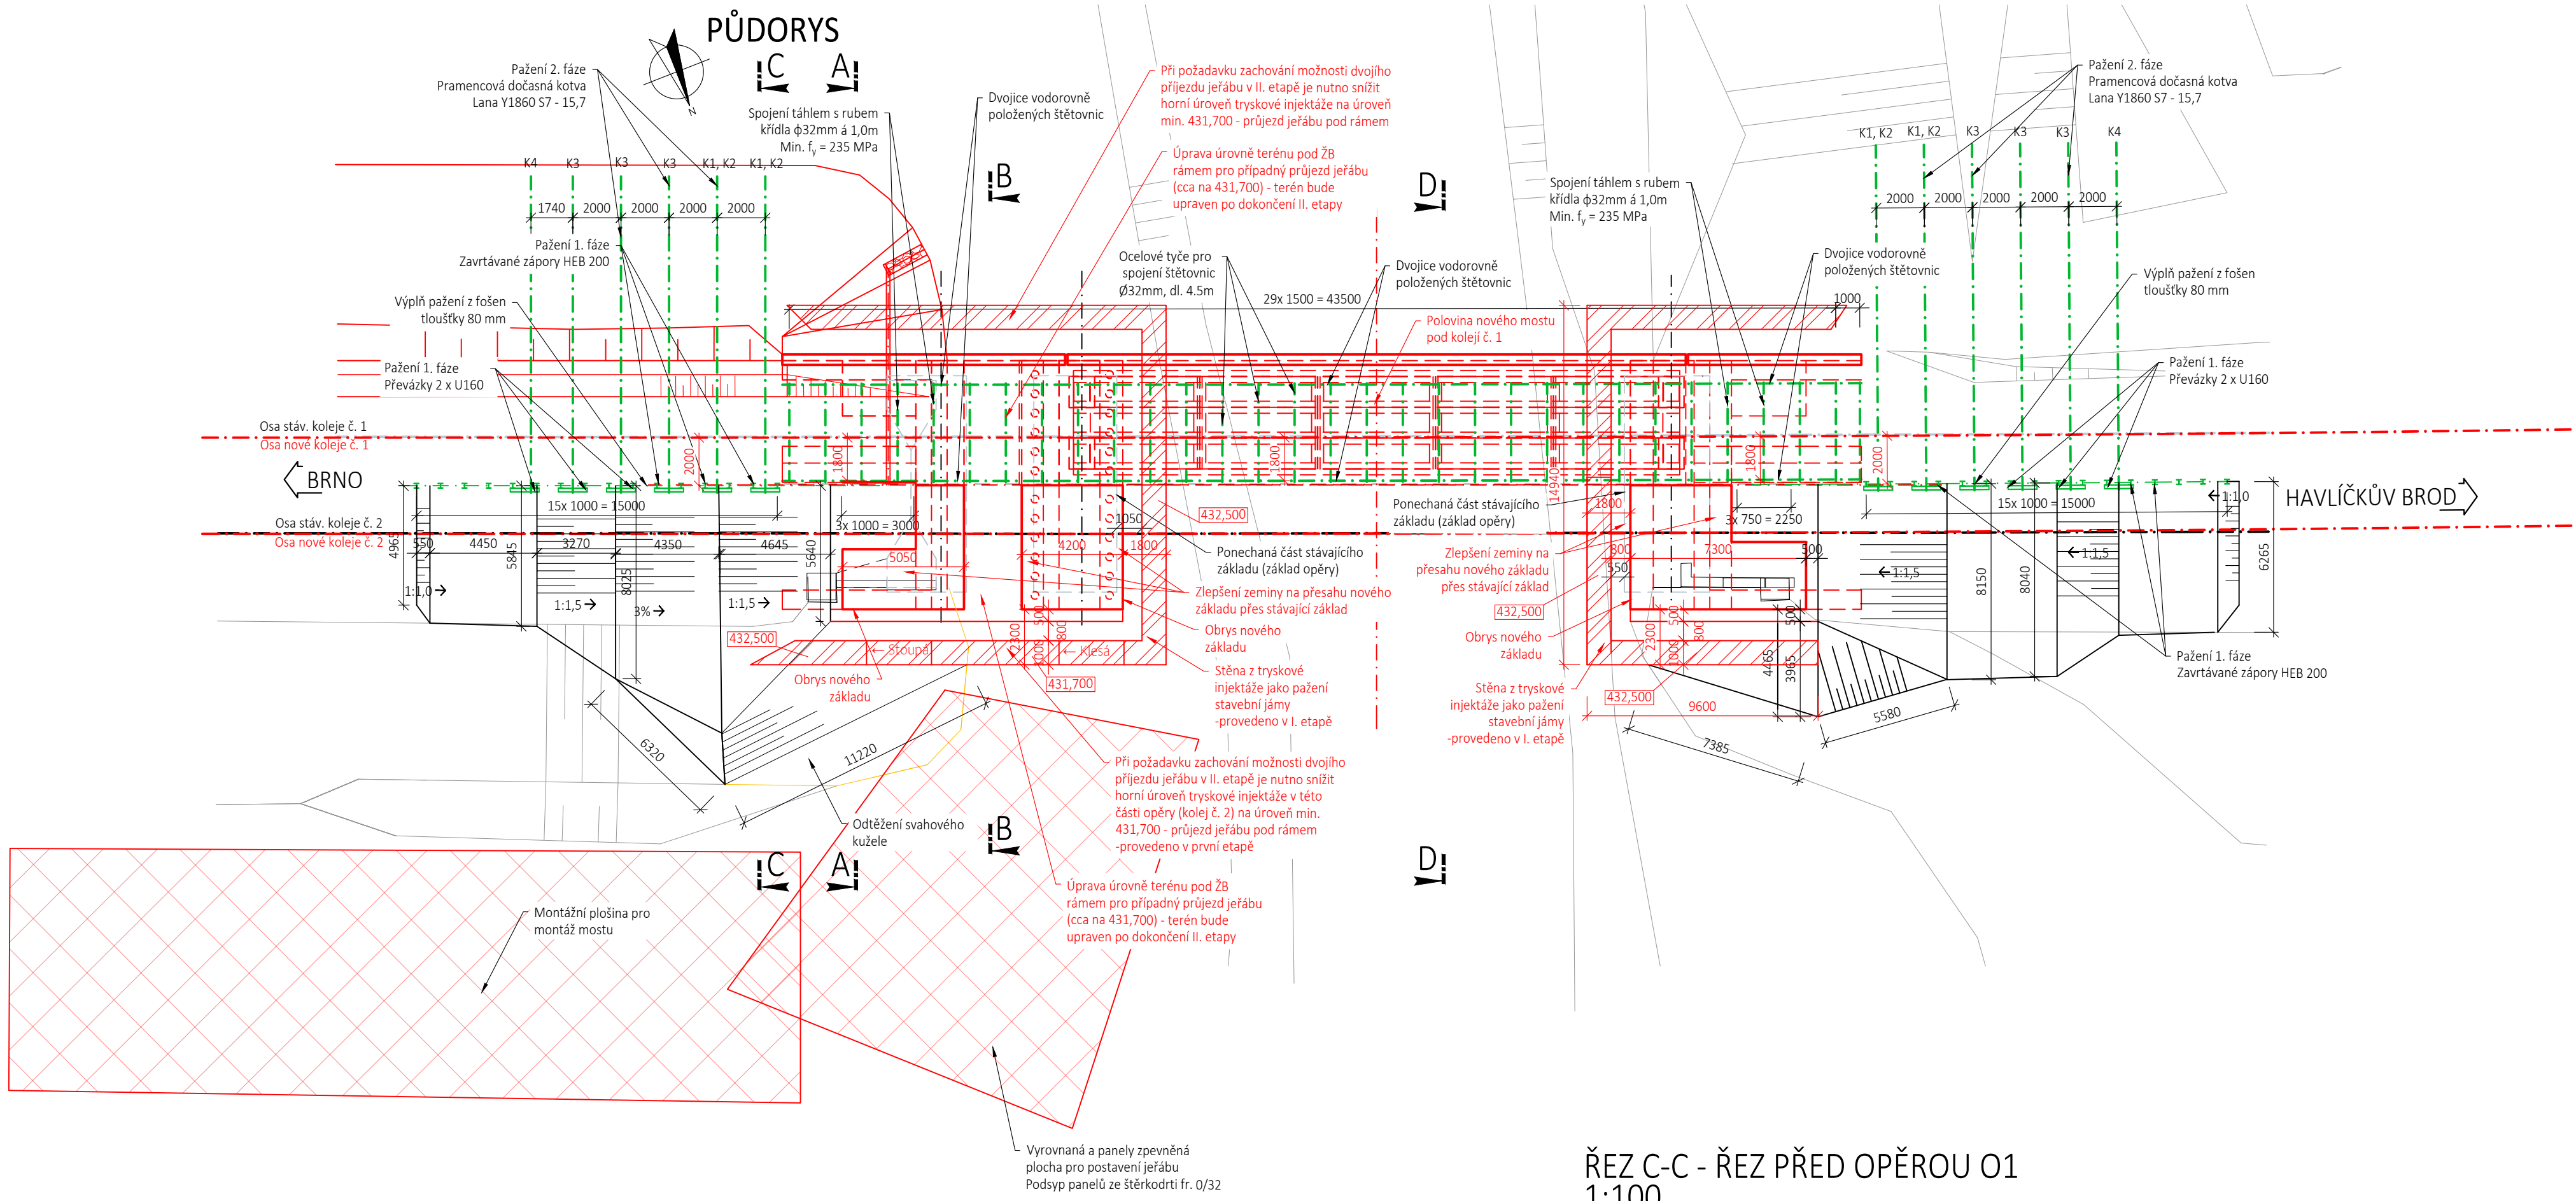 PŮDORYS
C
A
N
Pažení 2. fáze
Pramencová dočasná kotva
Lana Y1860 S7 - 15,7
Spojení táhlem s rubem
křídla ϕ32mm á 1,0m
Min. fy = 235 MPa
Dvojice vodorovně
položených štětovnic
Při požadavku zachování možnosti dvojího
příjezdu jeřábu v II. etapě je nutno snížit
horní úroveň tryskové injektáže na úroveň
min. 431,700 - průjezd jeřábu pod rámem
Úprava úrovně terénu pod ŽB
rámem pro případný průjezd jeřábu
(cca na 431,700) - terén bude
upraven po dokončení II. etapy
B
D
Pažení 2. fáze
Pramencová dočasná kotva
Lana Y1860 S7 - 15,7
K1, K2
K1, K2
K3
K3
K3
K4
K4
K3
K3
K3
K1, K2
K1, K2
1740
2000
2000
2000
2000
Spojení táhlem s rubem
křídla ϕ32mm á 1,0m
Min. fy = 235 MPa
2000
2000
2000
2000
2000
Pažení 1. fáze
Zavrtávané zápory HEB 200
Ocelové tyče pro
spojení štětovnic
Ø32mm, dl. 4.5m
Dvojice vodorovně
položených štětovnic
Dvojice vodorovně
položených štětovnic
Výplň pažení z fošen
tloušťky 80 mm
Výplň pažení z fošen
tloušťky 80 mm
29x 1500 = 43500
1000
Polovina nového mostu
pod kolejí č. 1
Pažení 1. fáze
Převázky 2 x U160
Pažení 1. fáze
Převázky 2 x U160
Osa stáv. koleje č. 1
Osa nové koleje č. 1
2000
1800
1800
1800
2000
14940
BRNO
HAVLÍČKŮV BROD
15x 1000 = 15000
3x 1000 = 3000
1050
432,500
Ponechaná část stávajícího
základu (základ opěry)
1800
3x 750 = 2250
15x 1000 = 15000
1:1,0
Osa stáv. koleje č. 2
Osa nové koleje č. 2
4965
550
4450
5845
3270
8025
4350
4645
5640
5050
4200
1800
Ponechaná část stávajícího
základu (základ opěry)
Zlepšení zeminy na
přesahu nového základu
přes stávající základ
800
7300
500
550
1:1,5
1:1,5
8150
8040
6265
1:1,0
1:1,5
3%
1:1,5
Zlepšení zeminy na přesahu nového
základu přes stávající základ
432,500
432,500
Stoupá
Klesá
2300
500
800
1000
431,700
Obrys nového
základu
Obrys nového
základu
Obrys nového
základu
2300
500
800
1000
500
4465
3965
Stěna z tryskové
injektáže jako pažení
stavební jámy
-provedeno v I. etapě
Stěna z tryskové
injektáže jako pažení
stavební jámy
-provedeno v I. etapě
432,500
9600
5580
7385
Pažení 1. fáze
Zavrtávané zápory HEB 200
6320
11220
Při požadavku zachování možnosti dvojího
příjezdu jeřábu v II. etapě je nutno snížit
horní úroveň tryskové injektáže v této
části opěry (kolej č. 2) na úroveň min.
431,700 - průjezd jeřábu pod rámem
-provedeno v první etapě
Odtěžení svahového
kužele
B
C
A
D
Úprava úrovně terénu pod ŽB
rámem pro případný průjezd jeřábu
(cca na 431,700) - terén bude
upraven po dokončení II. etapy
Montážní plošina pro
montáž mostu
Vyrovnaná a panely zpevněná
plocha pro postavení jeřábu
Podsyp panelů ze štěrkodrti fr. 0/32
ŘEZ C-C - ŘEZ PŘED OPĚROU O1
1:100